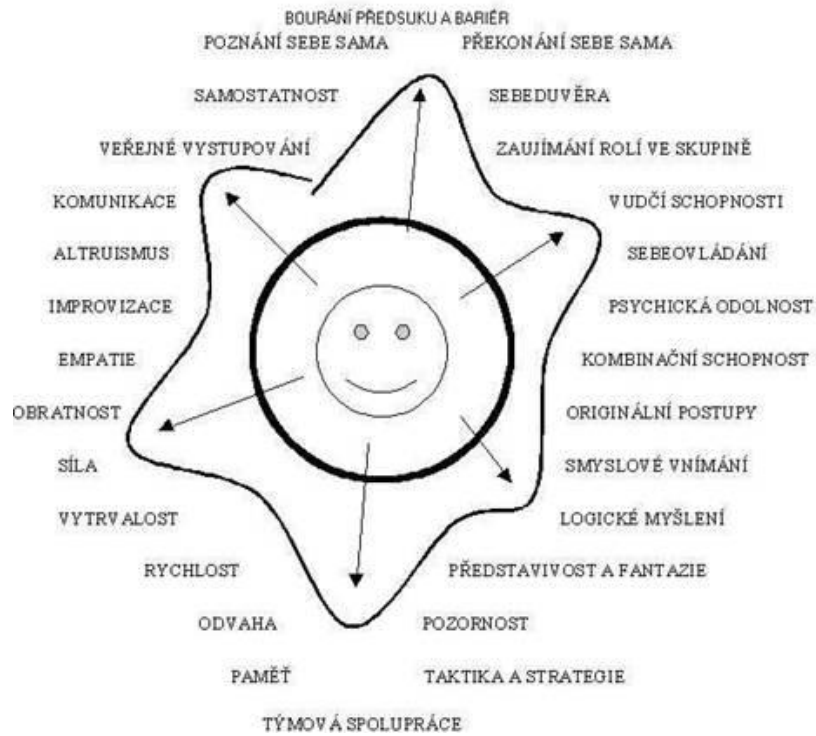 BOURÁNÍ PŘEDSUKU A BARIÉR
POZNÁNÍ SEBE SAMA PŘEKONÁNÍ SEBE SAMA
SAMOSTATNOST SEBEDUVĚRA
VEŘEJNÉ VYSTUPOVÁNÍ ZAUJÍMÁNÍ ROLÍ VE SKUPINĚ
KOMUNIKACE VUDČÍ SCHOPNOSTI
ALTRUISMUS SEBEOVLÁDÁNÍ
IMPROVIZACE PSYCHICKÁ ODOLNOST
EMPATIE KOMBINAČNÍ SCHOPNOST
OBRATNOST ORIGINÁLNÍ POSTUPY
SÍLA SMYSLOVÉ VNÍMÁNÍ
VYTRVALOST LOGICKÉ MYŠLENÍ
RYCHLOST PŘEDSTAVIVOST A FANTAZIE
ODVAHA POZORNOST
PAMĚŤ TAKTIKA A STRATEGIE
TÝMOVÁ SPOLUPRÁCE